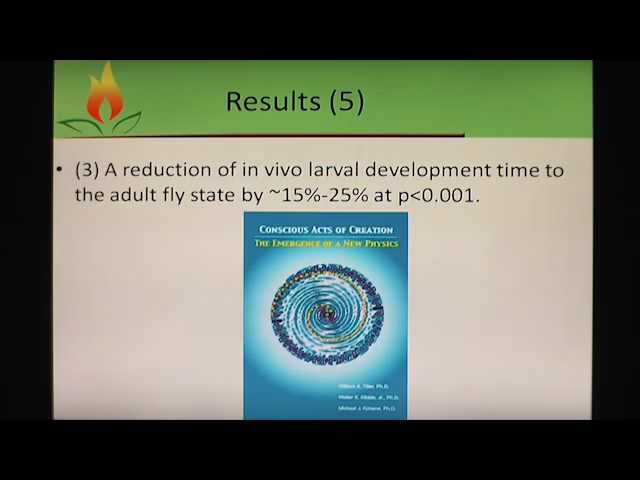 Results (5)
• (3) A reduction of in vivo larval development time to
the adult fly state by ~15%-25% at p<0.001.
CONSCIOUS ACTS OF CREATION
THE EMERGENCE OF A NEW PHYSICS
William A. Tiller, Ph.D.
Walter E. Dibble, Jr., Ph.D.
Michael J. Kohane, Ph.D.